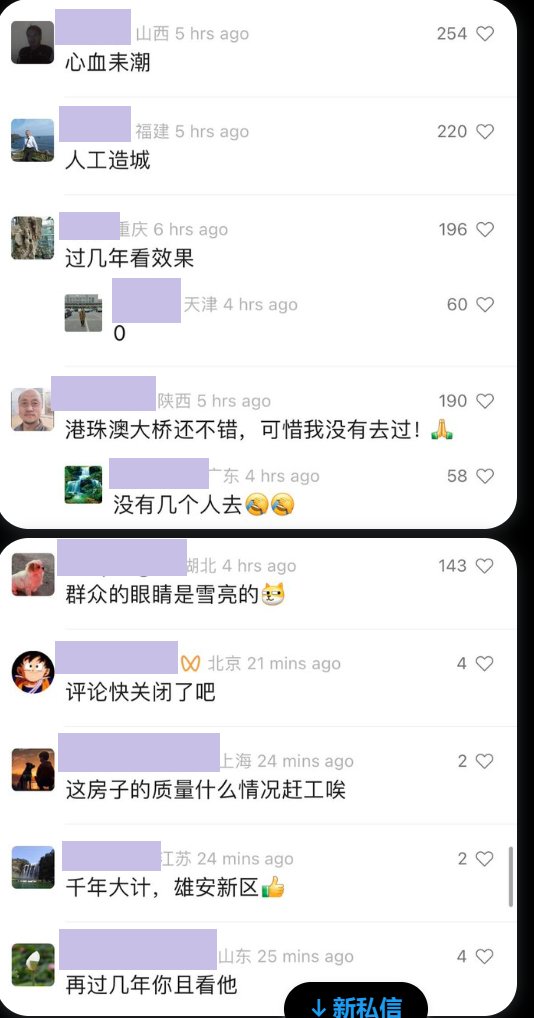 山西 5 hrs ago 254
心血耒潮
福建 5 hrs ago 220
人工造城
重庆 6 hrs ago 196
过几年看效果
天津 4 hrs ago 60
0
陕西 5 hrs ago 190
港珠澳大桥还不错，可惜我没有去过！🙏
广东 4 hrs ago 58
没有几个人去🤣🤣
湖北 4 hrs ago 143
群众的眼睛是雪亮的
北京 21 mins ago 4
评论快关闭了吧
上海 24 mins ago 2
这房子的质量什么情况赶工唉
江苏 24 mins ago 2
千年大计，雄安新区👍
山东 25 mins ago 4
再过几年你且看他
↓新私信